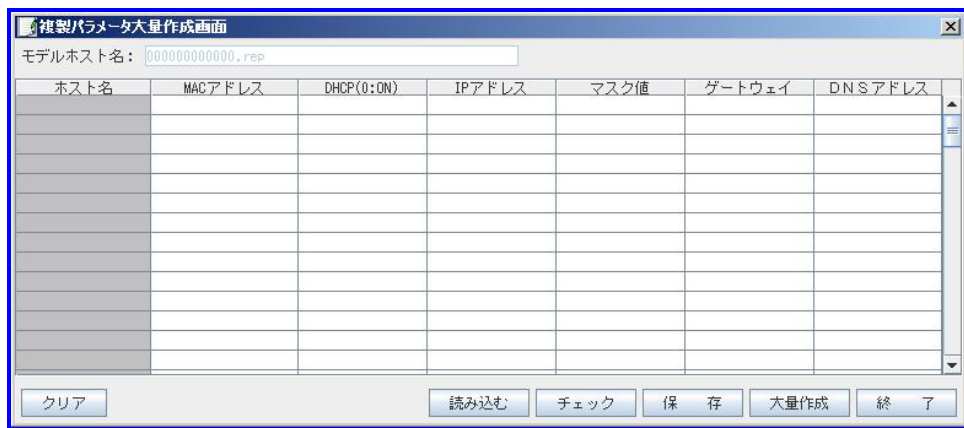 複製パラメータ大量作成画面
モデルホスト名： 000000000000.rep
ホスト名 MACアドレス DHCP(0:ON) IPアドレス マスク値 ゲートウェイ ＤＮＳアドレス
クリア 読み込む チェック 保　存 大量作成 終　了